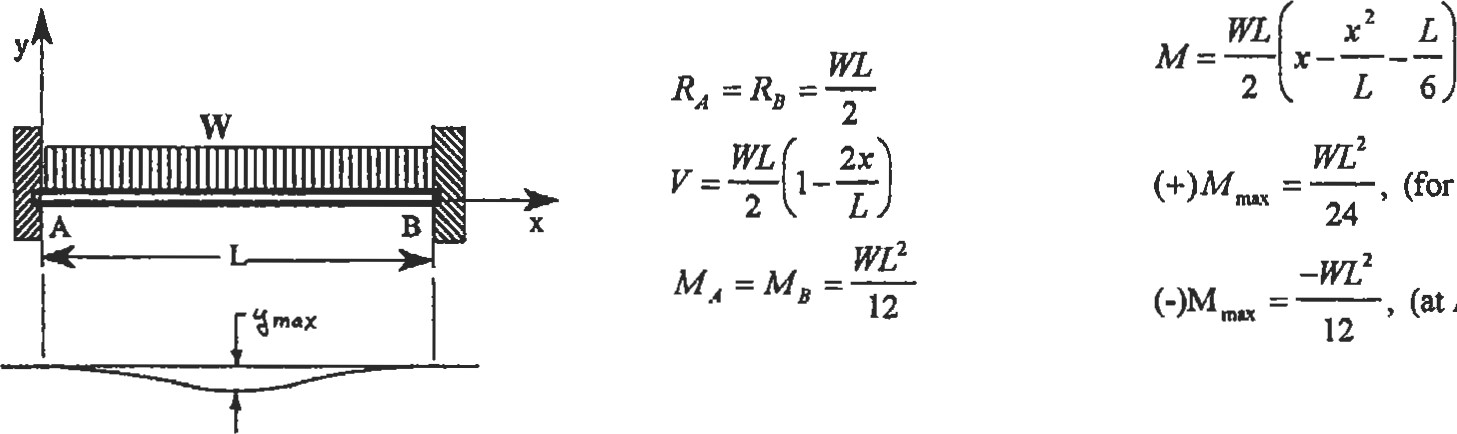 y
W
A
B
x
L
y max
R_A = R_B = WL/2
V = WL/2 (1 - 2x/L)
M_A = M_B = WL²/12
M = WL/2 (x - x²/L - L/6)
(+)M_max = WL²/24, (for
(-)M_max = -WL²/12, (at